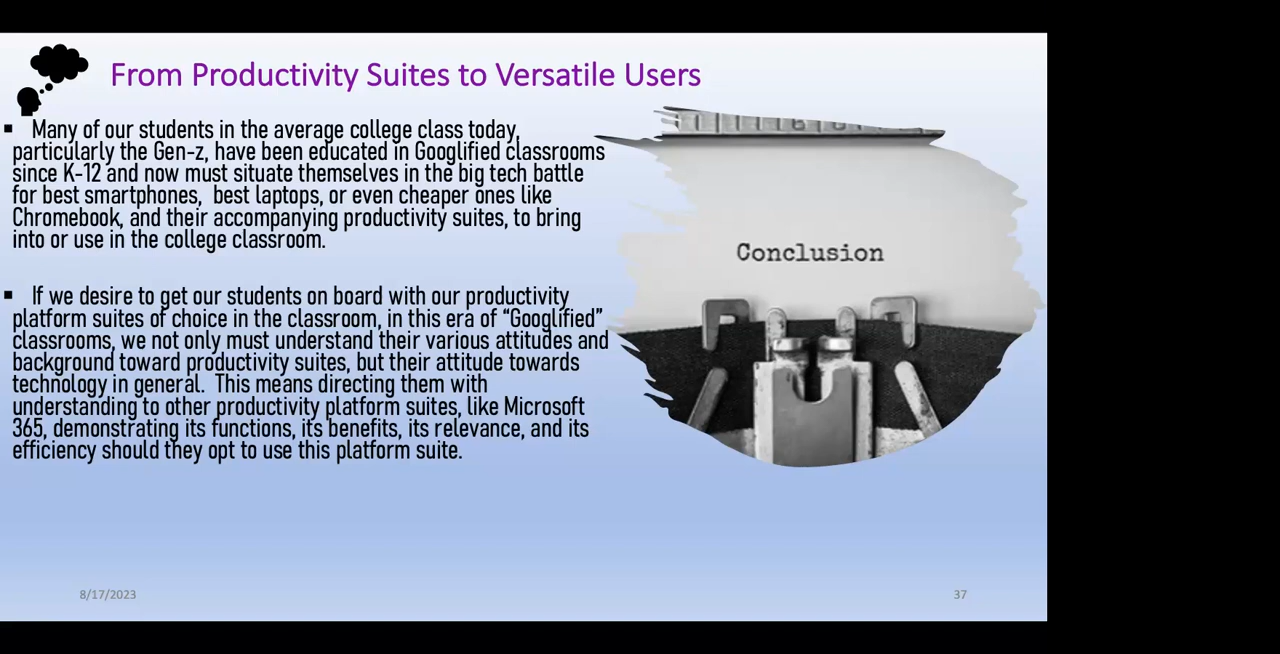 From Productivity Suites to Versatile Users
▪ Many of our students in the average college class today,
particularly the Gen-z, have been educated in Googlified classrooms
since K-12 and now must situate themselves in the big tech battle
for best smartphones,  best laptops, or even cheaper ones like
Chromebook, and their accompanying productivity suites, to bring
into or use in the college classroom.
▪ If we desire to get our students on board with our productivity
platform suites of choice in the classroom, in this era of “Googlified”
classrooms, we not only must understand their various attitudes and
background toward productivity suites, but their attitude towards
technology in general.  This means directing them with
understanding to other productivity platform suites, like Microsoft
365, demonstrating its functions, its benefits, its relevance, and its
efficiency should they opt to use this platform suite.
Conclusion
8/17/2023
37